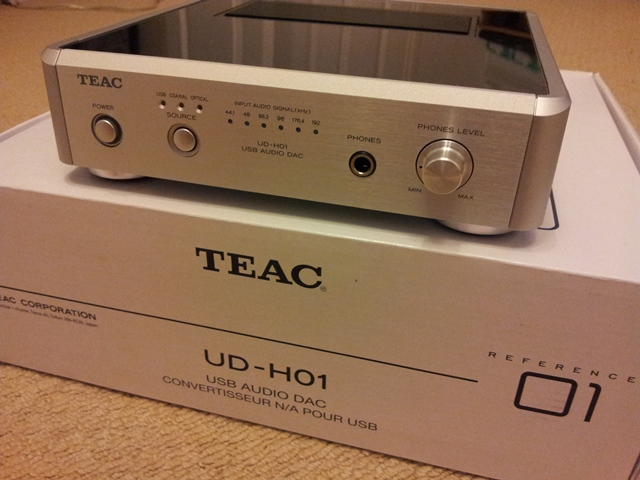 TEAC
POWER
USB COAXIAL OPTICAL
SOURCE
INPUT AUDIO SIGNAL(kHz)
44.1 48 88.2 96 176.4 192
UD-H01
USB AUDIO DAC
PHONES
PHONES LEVEL
MIN MAX
TEAC
EAC CORPORATION
UD-H01
USB AUDIO DAC
CONVERTISSEUR N/A POUR USB
REFERENCE
01